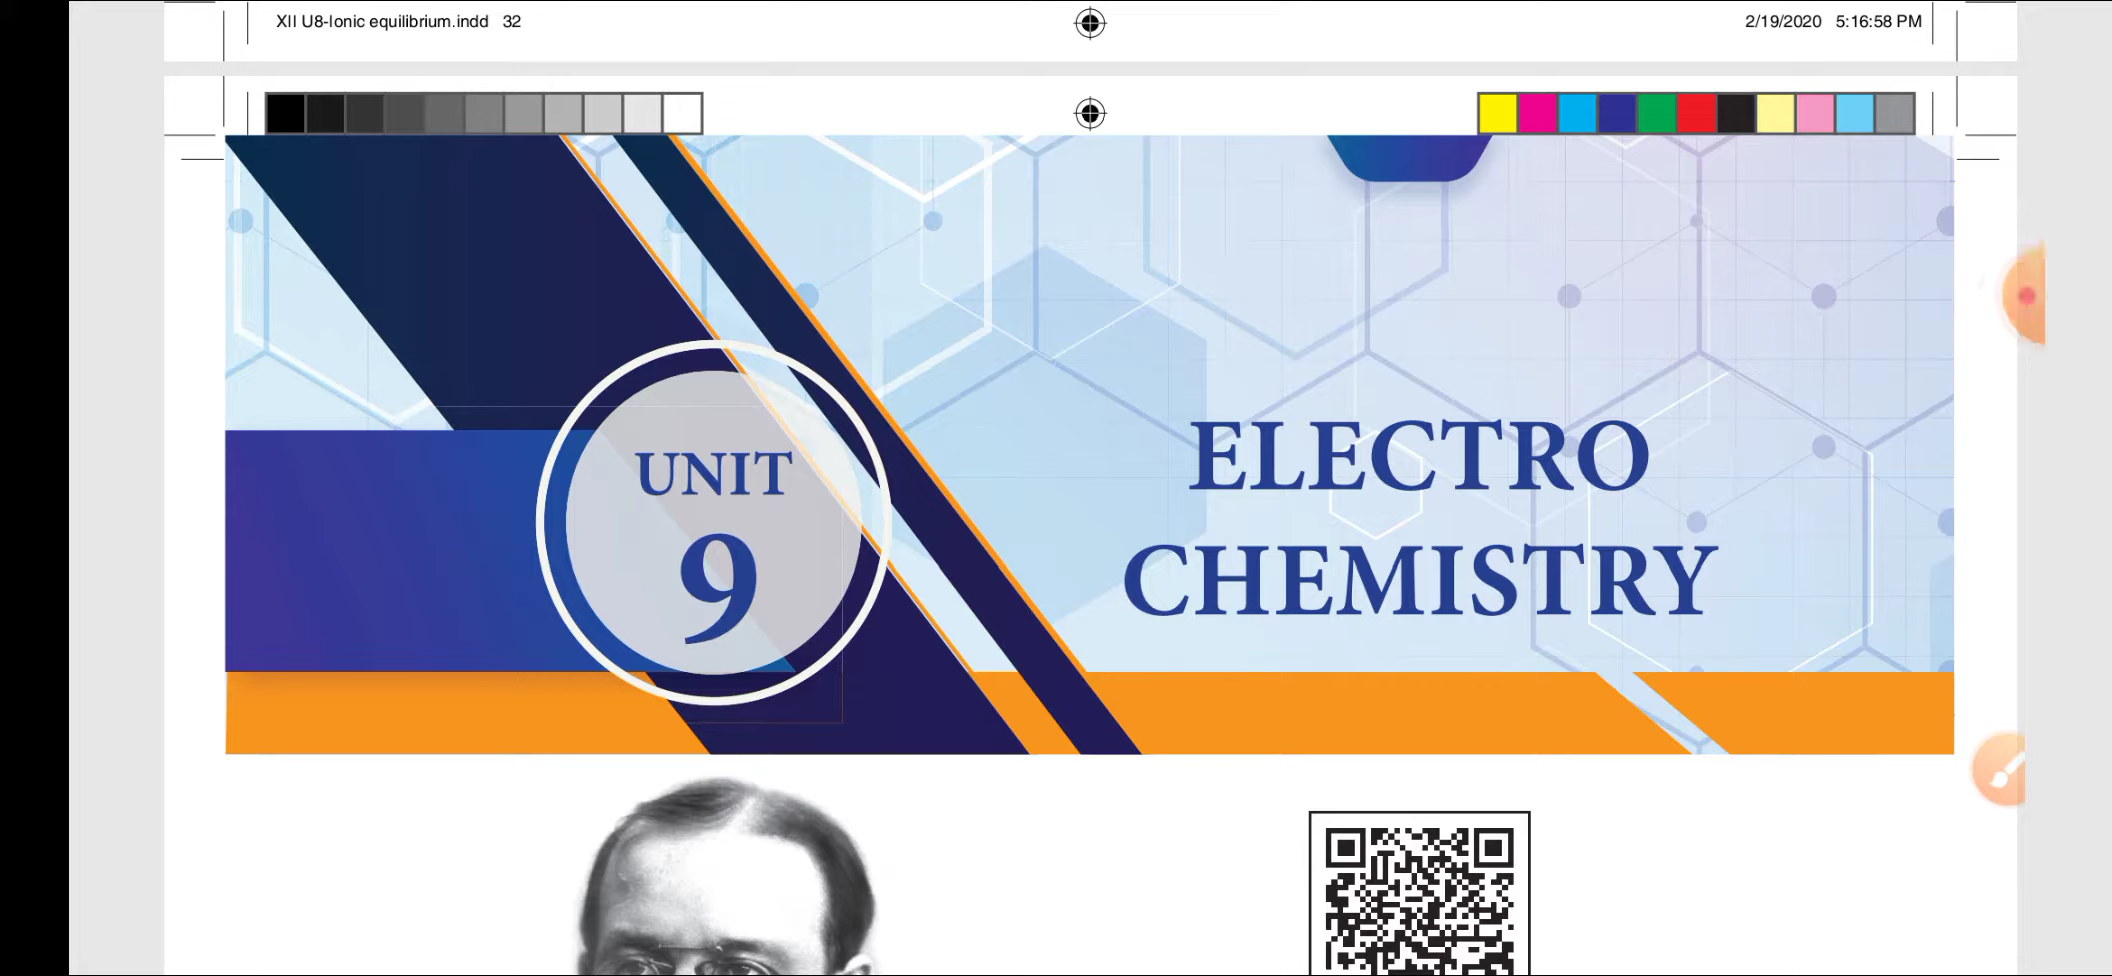 XII U8-Ionic equilibrium.indd 32
2/19/2020 5:16:58 PM
UNIT
9
ELECTRO
CHEMISTRY